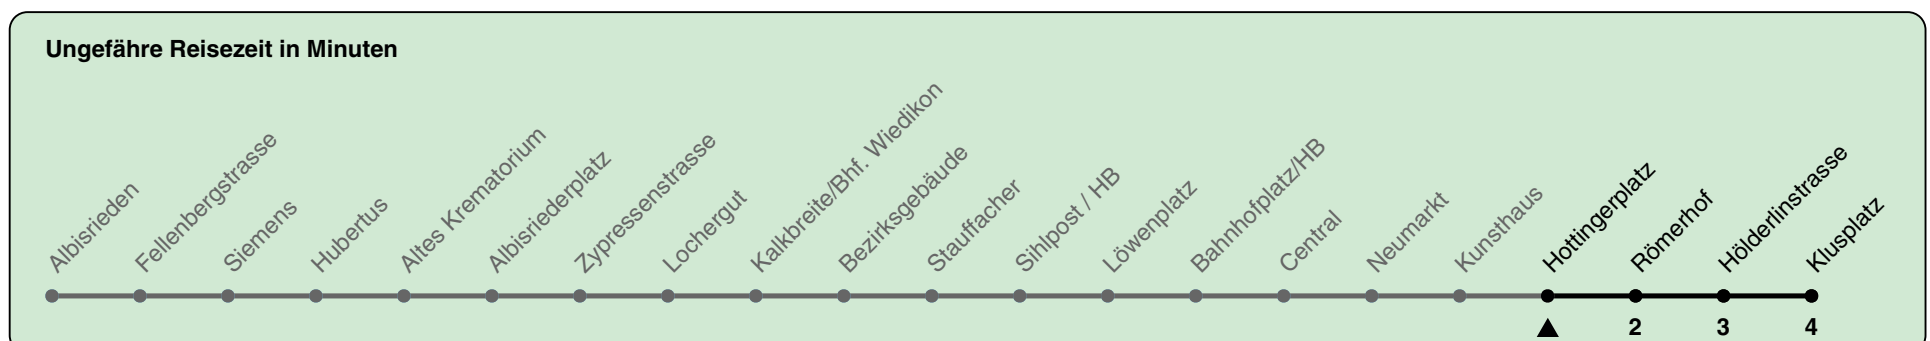 Ungefähre Reisezeit in Minuten
Albisrieden
Fellenbergstrasse
Siemens
Hubertus
Altes Krematorium
Albisriederplatz
Zypressenstrasse
Lochergut
Kalkbreite/Bhf. Wiedikon
Bezirksgebäude
Stauffacher
Sihlpost / HB
Löwenplatz
Bahnhofplatz/HB
Central
Neumarkt
Kunsthaus
Hottingerplatz
Römerhof
Hölderlinstrasse
Klusplatz
2 3 4